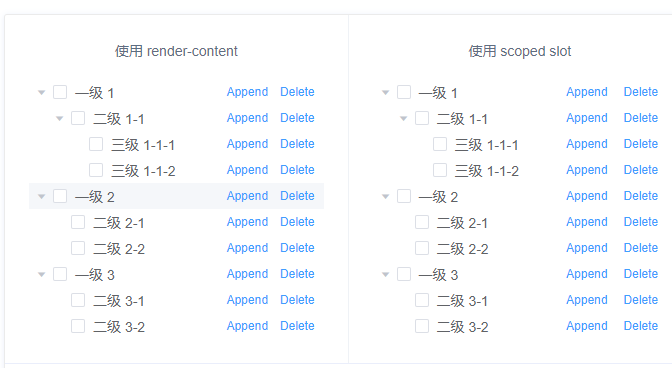 使用 render-content
一级 1 Append Delete
二级 1-1 Append Delete
三级 1-1-1 Append Delete
三级 1-1-2 Append Delete
一级 2 Append Delete
二级 2-1 Append Delete
二级 2-2 Append Delete
一级 3 Append Delete
二级 3-1 Append Delete
二级 3-2 Append Delete
使用 scoped slot
一级 1 Append Delete
二级 1-1 Append Delete
三级 1-1-1 Append Delete
三级 1-1-2 Append Delete
一级 2 Append Delete
二级 2-1 Append Delete
二级 2-2 Append Delete
一级 3 Append Delete
二级 3-1 Append Delete
二级 3-2 Append Delete